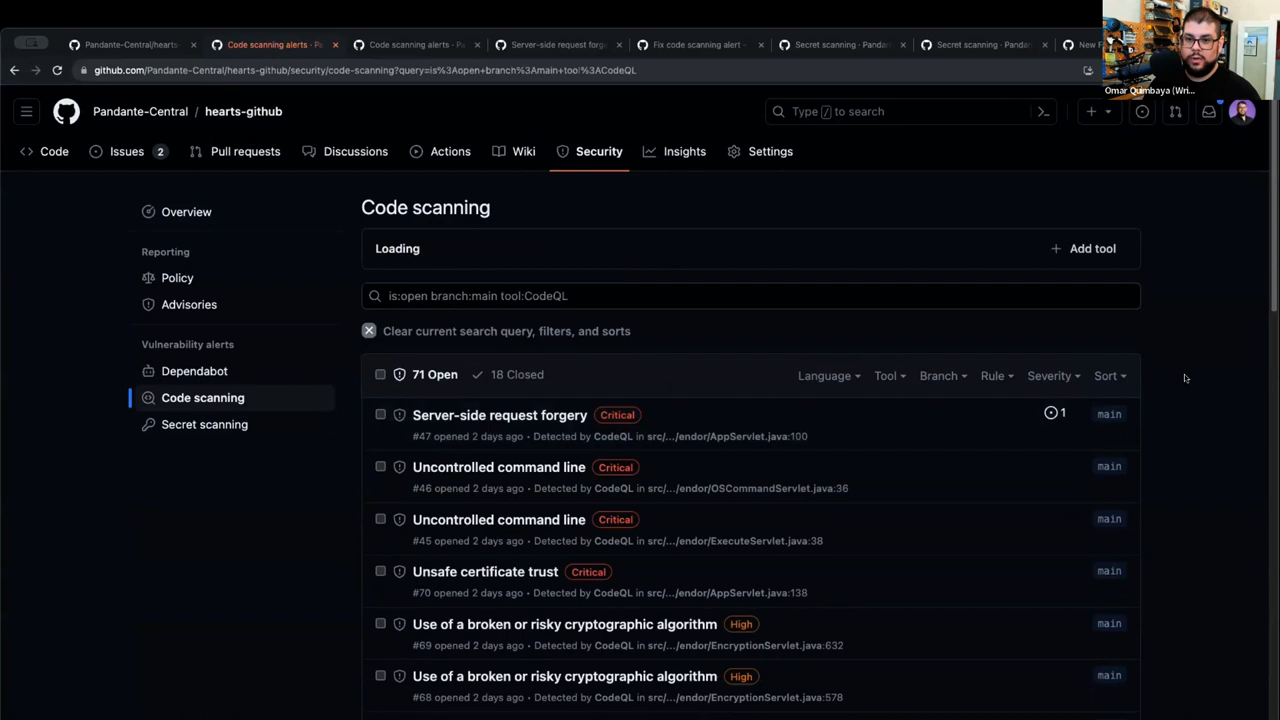 Pandante-Central/hearts-
Code scanning alerts · Pa
Code scanning alerts · Pa
Server-side request forge
Fix code scanning alert -
Secret scanning · Pandan
Secret scanning · Pandan
New F
github.com/Pandante-Central/hearts-github/security/code-scanning?query=is%3Aopen+branch%3Amain+tool%3ACodeQL
Omar Quimbaya (Wri...
Pandante-Central / hearts-github
Type / to search
Code
Issues 2
Pull requests
Discussions
Actions
Wiki
Security
Insights
Settings
Overview
Reporting
Policy
Advisories
Vulnerability alerts
Dependabot
Code scanning
Secret scanning
Code scanning
Loading
Add tool
is:open branch:main tool:CodeQL
Clear current search query, filters, and sorts
71 Open 18 Closed Language Tool Branch Rule Severity Sort
Server-side request forgery Critical 1 main
#47 opened 2 days ago • Detected by CodeQL in src/.../endor/AppServlet.java:100
Uncontrolled command line Critical main
#46 opened 2 days ago • Detected by CodeQL in src/.../endor/OSCommandServlet.java:36
Uncontrolled command line Critical main
#45 opened 2 days ago • Detected by CodeQL in src/.../endor/ExecuteServlet.java:38
Unsafe certificate trust Critical main
#70 opened 2 days ago • Detected by CodeQL in src/.../endor/AppServlet.java:138
Use of a broken or risky cryptographic algorithm High main
#69 opened 2 days ago • Detected by CodeQL in src/.../endor/EncryptionServlet.java:632
Use of a broken or risky cryptographic algorithm High main
#68 opened 2 days ago • Detected by CodeQL in src/.../endor/EncryptionServlet.java:578